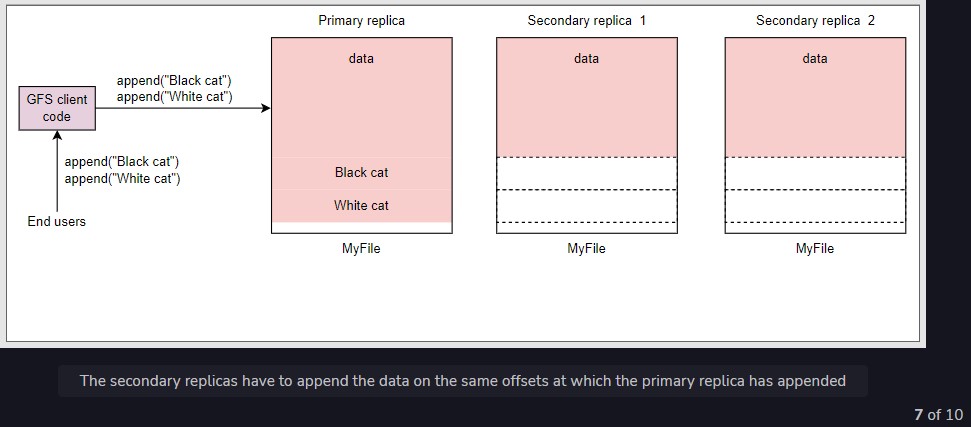 Primary replica
Secondary replica 1
Secondary replica 2
data
data
data
GFS client
code
append("Black cat")
append("White cat")
append("Black cat")
append("White cat")
End users
Black cat
White cat
MyFile
MyFile
MyFile
The secondary replicas have to append the data on the same offsets at which the primary replica has appended
7 of 10